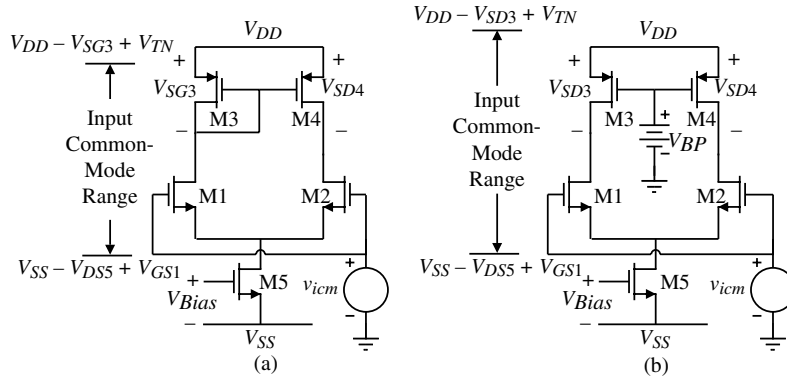 V_DD − V_SG3 + V_TN
V_DD
+
+
V_SG3
V_SD4
M3
M4
−
−
Input
Common-
Mode
Range
M1
M2
V_SS − V_DS5 + V_GS1
+
V_Bias
M5
+
v_icm
−
−
V_SS
(a)
V_DD − V_SD3 + V_TN
V_DD
+
+
V_SD3
V_SD4
M3
M4
+
V_BP
−
−
−
Input
Common-
Mode
Range
M1
M2
V_SS − V_DS5 + V_GS1
+
V_Bias
M5
+
v_icm
−
−
V_SS
(b)